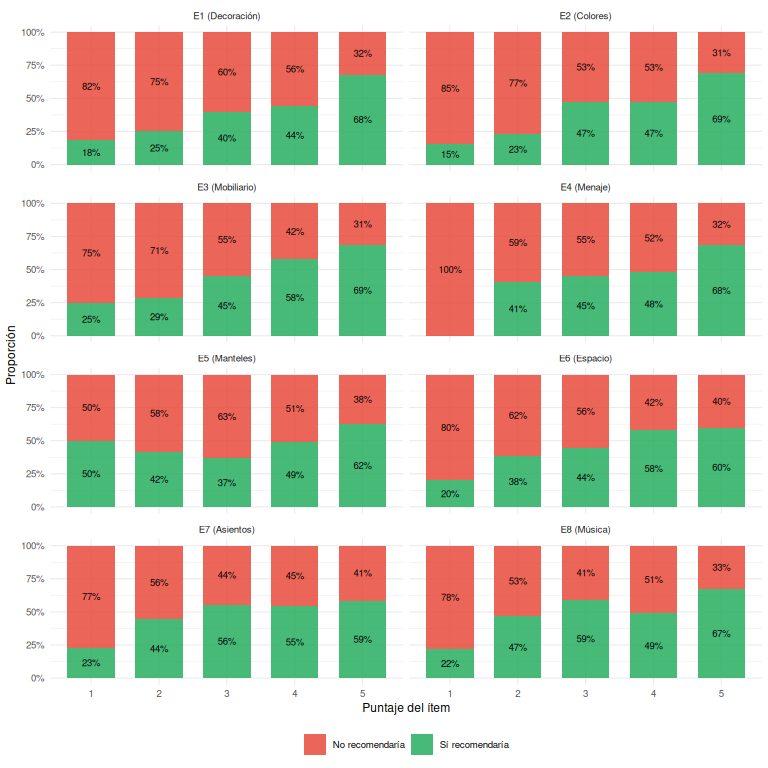 E1 (Decoración) E2 (Colores)
100%
75%
50%
25%
0%
82% 75% 60% 56% 32%
18% 25% 40% 44% 68%
85% 77% 53% 53% 31%
15% 23% 47% 47% 69%
E3 (Mobiliario) E4 (Menaje)
100%
75%
50%
25%
0%
75% 71% 55% 42% 31%
25% 29% 45% 58% 69%
100% 59% 55% 52% 32%
41% 45% 48% 68%
E5 (Manteles) E6 (Espacio)
100%
75%
50%
25%
0%
50% 58% 63% 51% 38%
50% 42% 37% 49% 62%
80% 62% 56% 42% 40%
20% 38% 44% 58% 60%
E7 (Asientos) E8 (Música)
100%
75%
50%
25%
0%
77% 56% 44% 45% 41%
23% 44% 56% 55% 59%
78% 53% 41% 51% 33%
22% 47% 59% 49% 67%
1 2 3 4 5 1 2 3 4 5
Proporción
Puntaje del ítem
No recomendaría Sí recomendaría